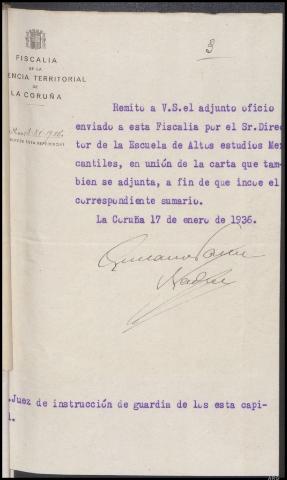 FISCALIA
DE LA
ENCIA TERRITORIAL
DE
LA CORUÑA
Remito a V.S.el adjunto oficio
enviado a esta Fiscalia por el Sr.Direc
tor de la Escuela de Altos estudios Mer
cantiles, en unión de la carta que tam-
bien se adjunta, a fin de que incoe el
correspondiente sumario.
La Coruña 17 de enero de 1936.
.Juez de instrucción de guardia de los esta capi-
l.